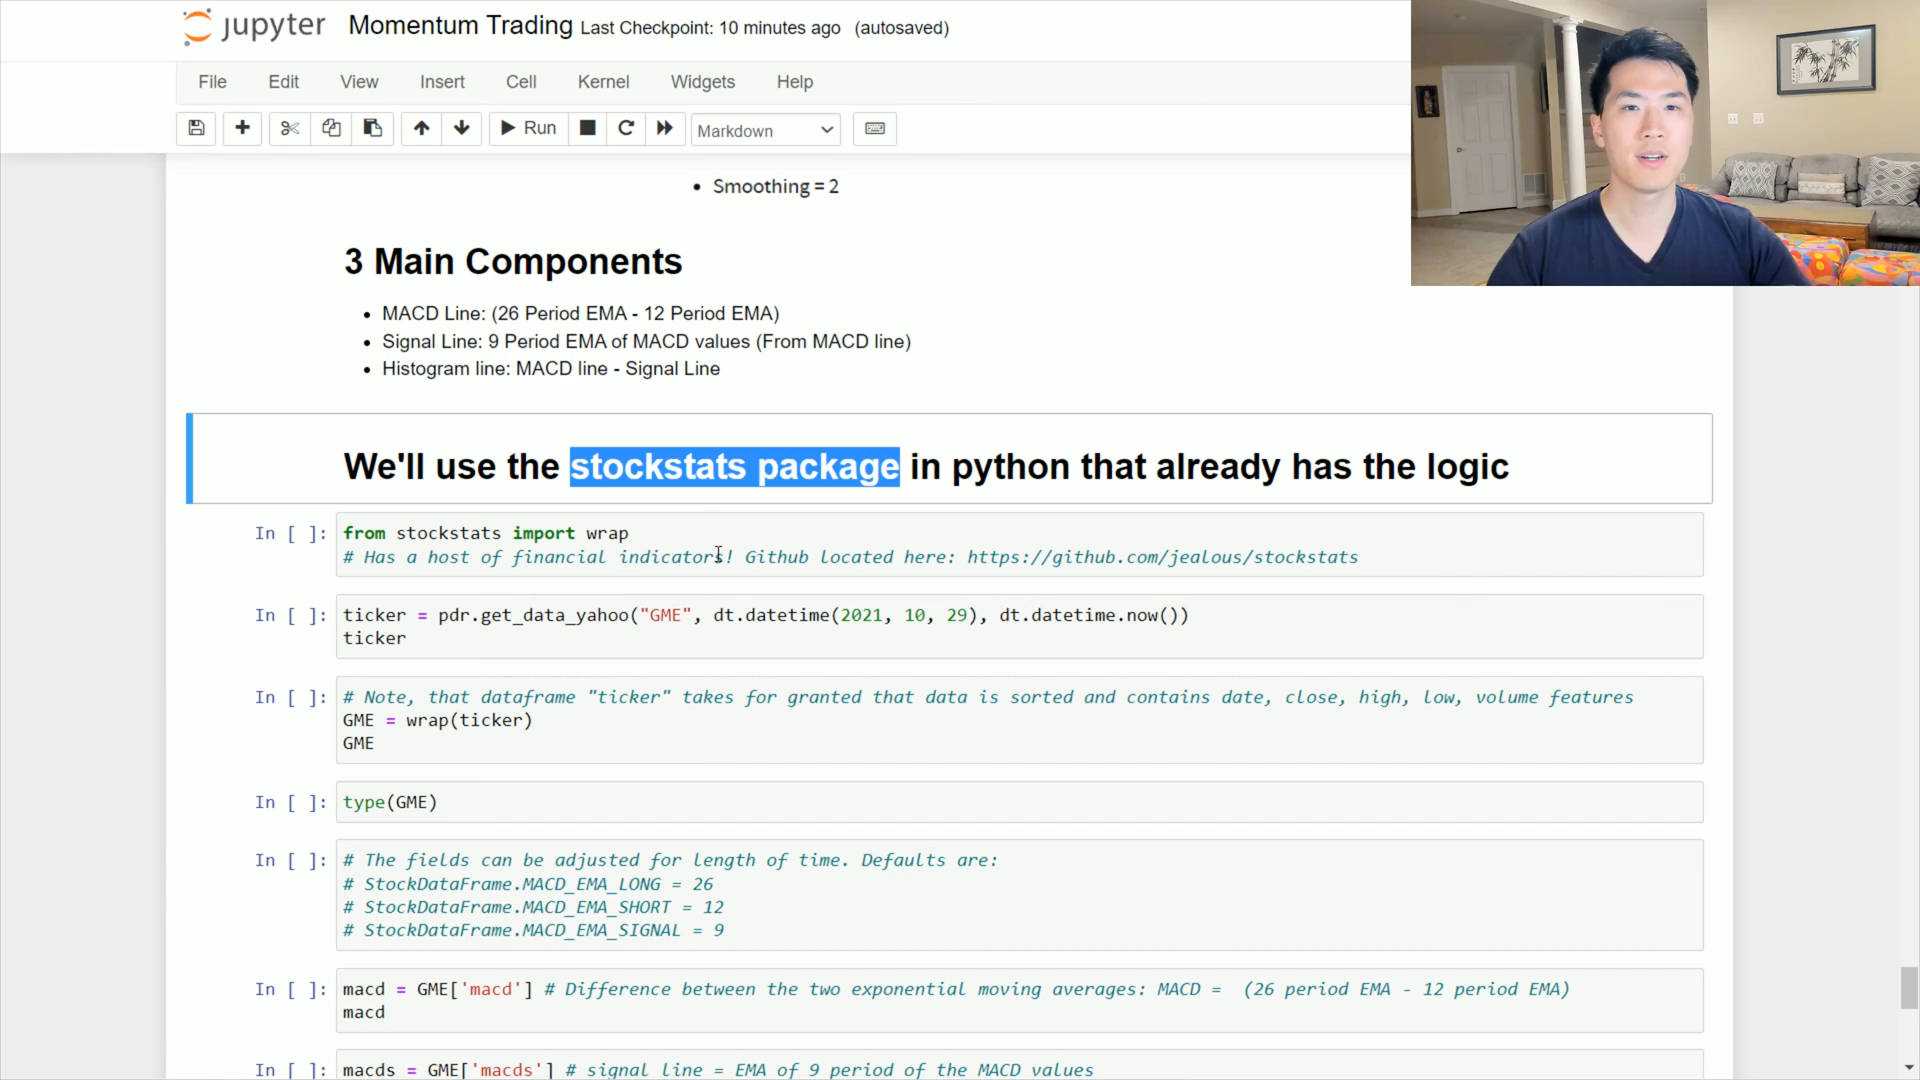 jupyter Momentum Trading Last Checkpoint: 10 minutes ago (autosaved)
File Edit View Insert Cell Kernel Widgets Help
Run Markdown
• Smoothing = 2
3 Main Components
• MACD Line: (26 Period EMA - 12 Period EMA)
• Signal Line: 9 Period EMA of MACD values (From MACD line)
• Histogram line: MACD line - Signal Line
We'll use the stockstats package in python that already has the logic
In [ ]: from stockstats import wrap
# Has a host of financial indicators! Github located here: https://github.com/jealous/stockstats
In [ ]: ticker = pdr.get_data_yahoo("GME", dt.datetime(2021, 10, 29), dt.datetime.now())
ticker
In [ ]: # Note, that dataframe "ticker" takes for granted that data is sorted and contains date, close, high, low, volume features
GME = wrap(ticker)
GME
In [ ]: type(GME)
In [ ]: # The fields can be adjusted for length of time. Defaults are:
# StockDataFrame.MACD_EMA_LONG = 26
# StockDataFrame.MACD_EMA_SHORT = 12
# StockDataFrame.MACD_EMA_SIGNAL = 9
In [ ]: macd = GME['macd'] # Difference between the two exponential moving averages: MACD = (26 period EMA - 12 period EMA)
macd
In [ ]: macds = GME['macds'] # signal line = EMA of 9 period of the MACD values